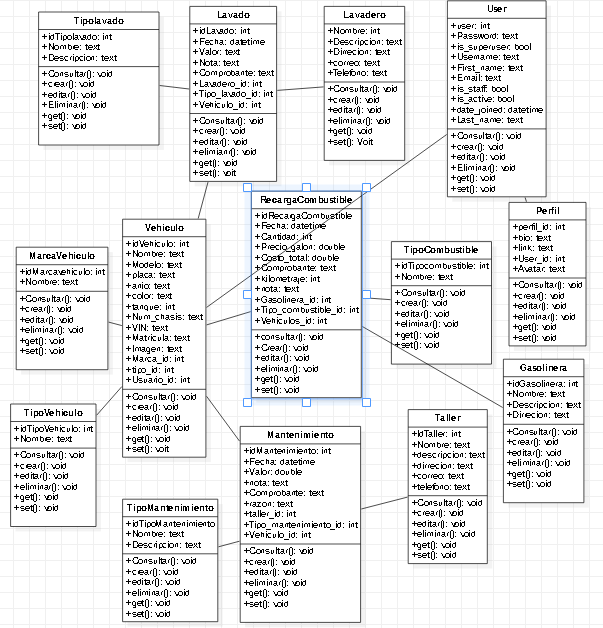 Tipolavado
+idTipolavado: int
+Nombre: text
+Descripcion: text
+Consultar(): void
+crear(): void
+editar(): void
+Eliminar(): void
+get(): void
+set(): void
Lavado
+idLavado: int
+Fecha: datetime
+Valor: text
+Nota: text
+Comprobante: text
+Lavadero_id: int
+Tipo_lavado_id: int
+Vehiculo_id: int
+Consultar(): void
+crear(): void
+editar(): void
+elimianr(): void
+get(): void
+set(): voit
Lavadero
+Nombre: int
+Descripcion: text
+Direcion: text
+correo: text
+Telefono: text
+Consultar(): void
+crear(): void
+editar(): void
+eliminar(): void
+get(): void
+set(): Voit
User
+user: int
+Password: text
+is_superuser: bool
+Username: text
+First_name: text
+Email: text
+is_staff: bool
+is_active: bool
+date_joined: datetime
+Last_name: text
+Consultar(): void
+crear(): void
+editar(): void
+Eliminar(): void
+get(): void
+set(): void
Perfil
+perfil_id: int
+bio: text
+link: text
+User_id: int
+Avatar: text
+Consultar(): void
+crear(): void
+editar(): void
+eliminar(): void
+get(): void
+set(): void
RecargaCombustible
+idRecargaCombustible
+Fecha: datetime
+Cantidad: int
+Precio_galon: double
+Costo_total: double
+Comprobante: text
+kilometraje: int
+nota: text
+Gasolinera_id: int
+Tipo_combustible_id: int
+Vehiculos_id: int
+consultar(): void
+Crear(): void
+editar(): void
+eliminar(): void
+get(): void
+set(): void
Vehiculo
+idVehiculo: int
+Nombre: text
+Modelo: text
+placa: text
+anio: text
+color: text
+tanque: int
+Num_chasis: text
+VIN: text
+Matricula: text
+Imagen: text
+Marca_id: int
+tipo_id: int
+Usuario_id: int
+Consultar(): void
+crear(): void
+editar(): void
+eliminar(): void
+get(): void
+set(): voit
MarcaVehiculo
+idMarcavehiculo: int
+Nombre: text
+Consultar(): void
+crear(): void
+editar(): void
+eliminar(): void
+get(): void
+set(): void
TipoCombustible
+idTipocombustible: int
+Nombre: text
+Consultar(): void
+crear(): void
+editar(): void
+eliminar(): void
+get(): void
+set(): void
Gasolinera
+idGasolinera: int
+Nombre: text
+Descripcion: text
+Direcion: text
+Consultar(): void
+crear(): void
+editar(): void
+eliminar(): void
+get(): void
+set(): void
TipoVehiculo
+idTipoVehiculo: int
+Nombre: text
+Consultar(): void
+crear(): void
+editar(): void
+eliminar(): void
+get(): void
+set(): void
Taller
+idTaller: int
+Nombre: text
+descripcion: text
+direcion: text
+correo: text
+telefono: text
+Consultar(): void
+crear(): void
+editar(): void
+eliminar(): void
+get(): void
+set(): void
Mantenimiento
+idMantenimiento: int
+Fecha: datetime
+Valor: double
+nota: text
+Comprobante: text
+razon: text
+taller_id: int
+Tipo_mantenimiento_id: int
+Vehiculo_id: int
+Consultar(): void
+crear(): void
+editar(): void
+eliminar(): void
+get(): void
+set(): void
TipoMantenimiento
+idTipoMantenimiento
+Nombre: text
+Descripcion: text
+Consultar(): void
+crear(): void
+editar(): void
+eliminar(): void
+get(): void
+set(): void